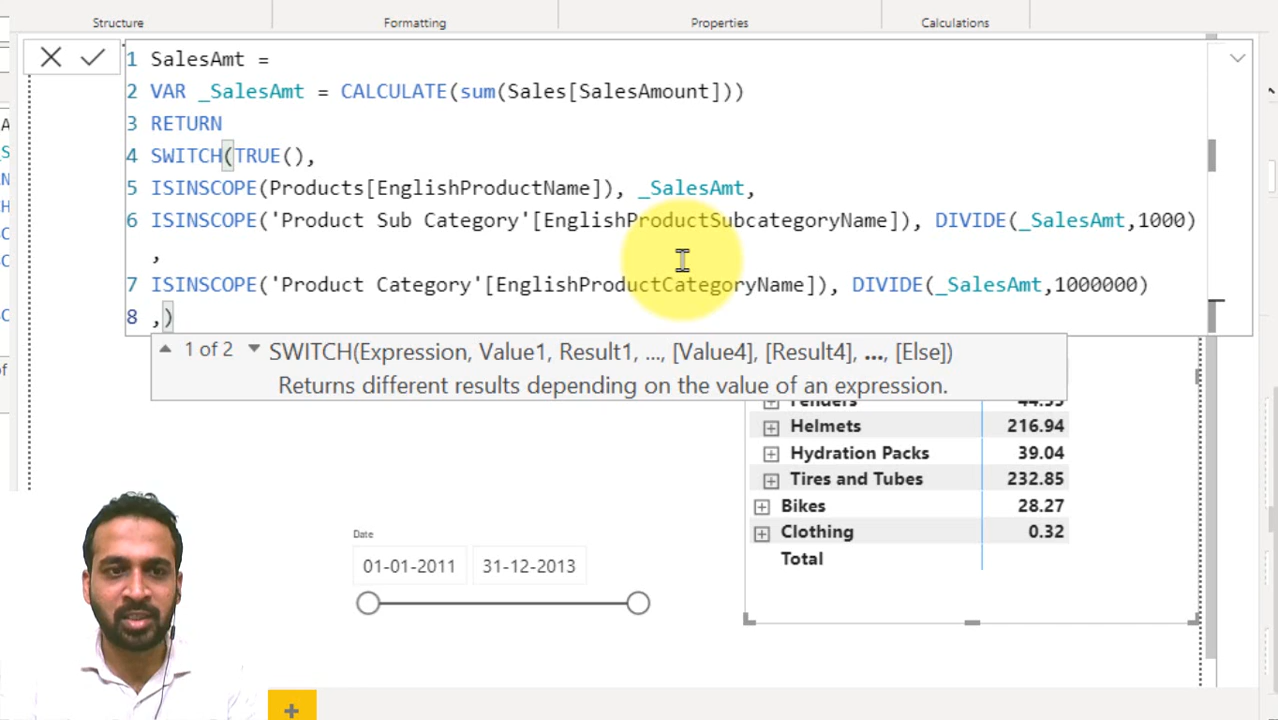 Structure Formatting Properties Calculations
1 SalesAmt =
2 VAR _SalesAmt = CALCULATE(sum(Sales[SalesAmount]))
3 RETURN
4 SWITCH(TRUE(),
5 ISINSCOPE(Products[EnglishProductName]), _SalesAmt,
6 ISINSCOPE('Product Sub Category'[EnglishProductSubcategoryName]), DIVIDE(_SalesAmt,1000)
,
7 ISINSCOPE('Product Category'[EnglishProductCategoryName]), DIVIDE(_SalesAmt,1000000)
8 ,)
1 of 2 SWITCH(Expression, Value1, Result1, ..., [Value4], [Result4], ..., [Else])
Returns different results depending on the value of an expression.
Helmets 216.94
Hydration Packs 39.04
Tires and Tubes 232.85
Bikes 28.27
Clothing 0.32
Total
Date
01-01-2011 31-12-2013